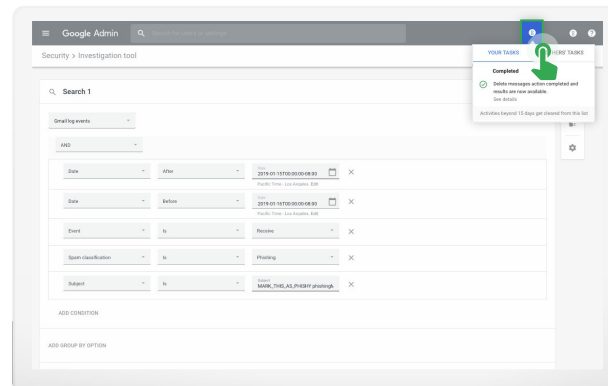 Google Admin
Search for users or settings
YOUR TASKS
HERS' TASKS
Security > Investigation tool
Completed
Delete messages action completed and
results are now available.
See details
Activities beyond 15 days get cleared from this list
Search 1
Gmail log events
AND
Date
After
Date
2019-01-15T00:00:00-08:00
Pacific Time - Los Angeles. Edit
Date
Before
Date
2019-01-16T00:00:00-08:00
Pacific Time - Los Angeles. Edit
Event
Is
Receive
Spam classification
Is
Phishing
Subject
Is
Subject
MARK_THIS_AS_PHISHY phishing
ADD CONDITION
ADD GROUP BY OPTION